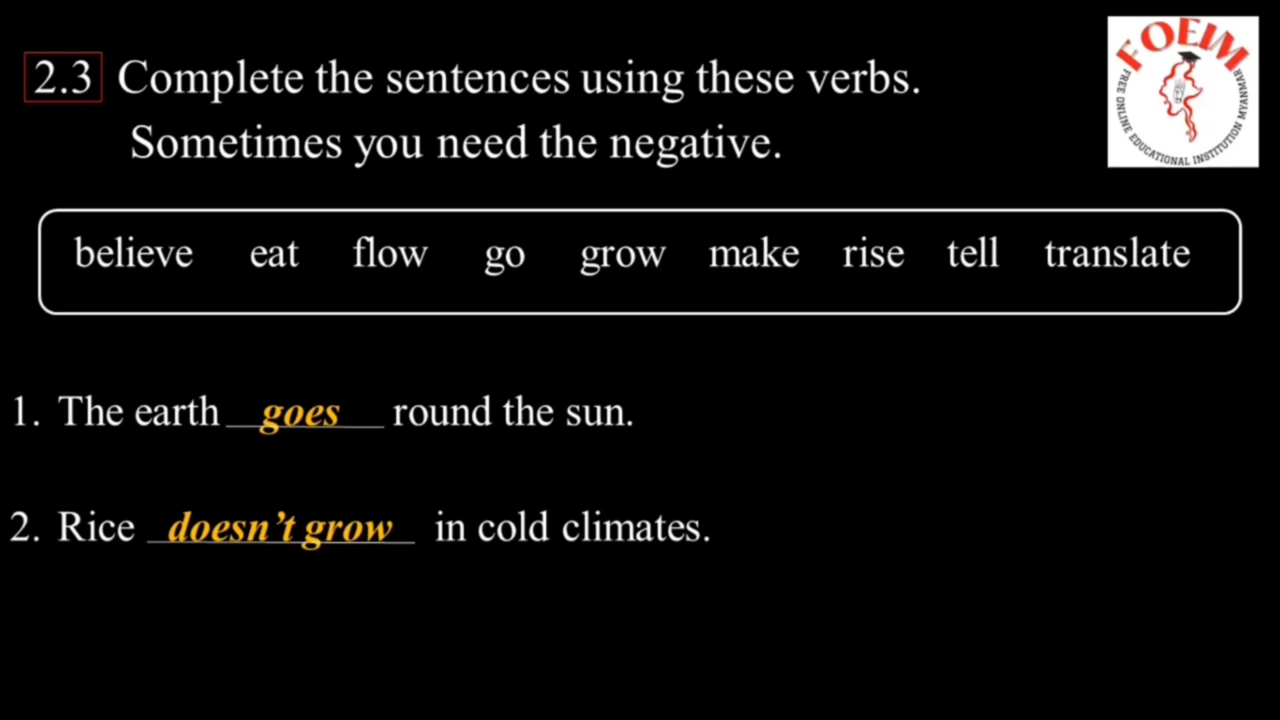 2.3 Complete the sentences using these verbs.
Sometimes you need the negative.
FOEIM
FREE ONLINE EDUCATIONAL INSTITUTION MYANMAR
believe eat flow go grow make rise tell translate
1. The earth goes round the sun.
2. Rice doesn't grow in cold climates.